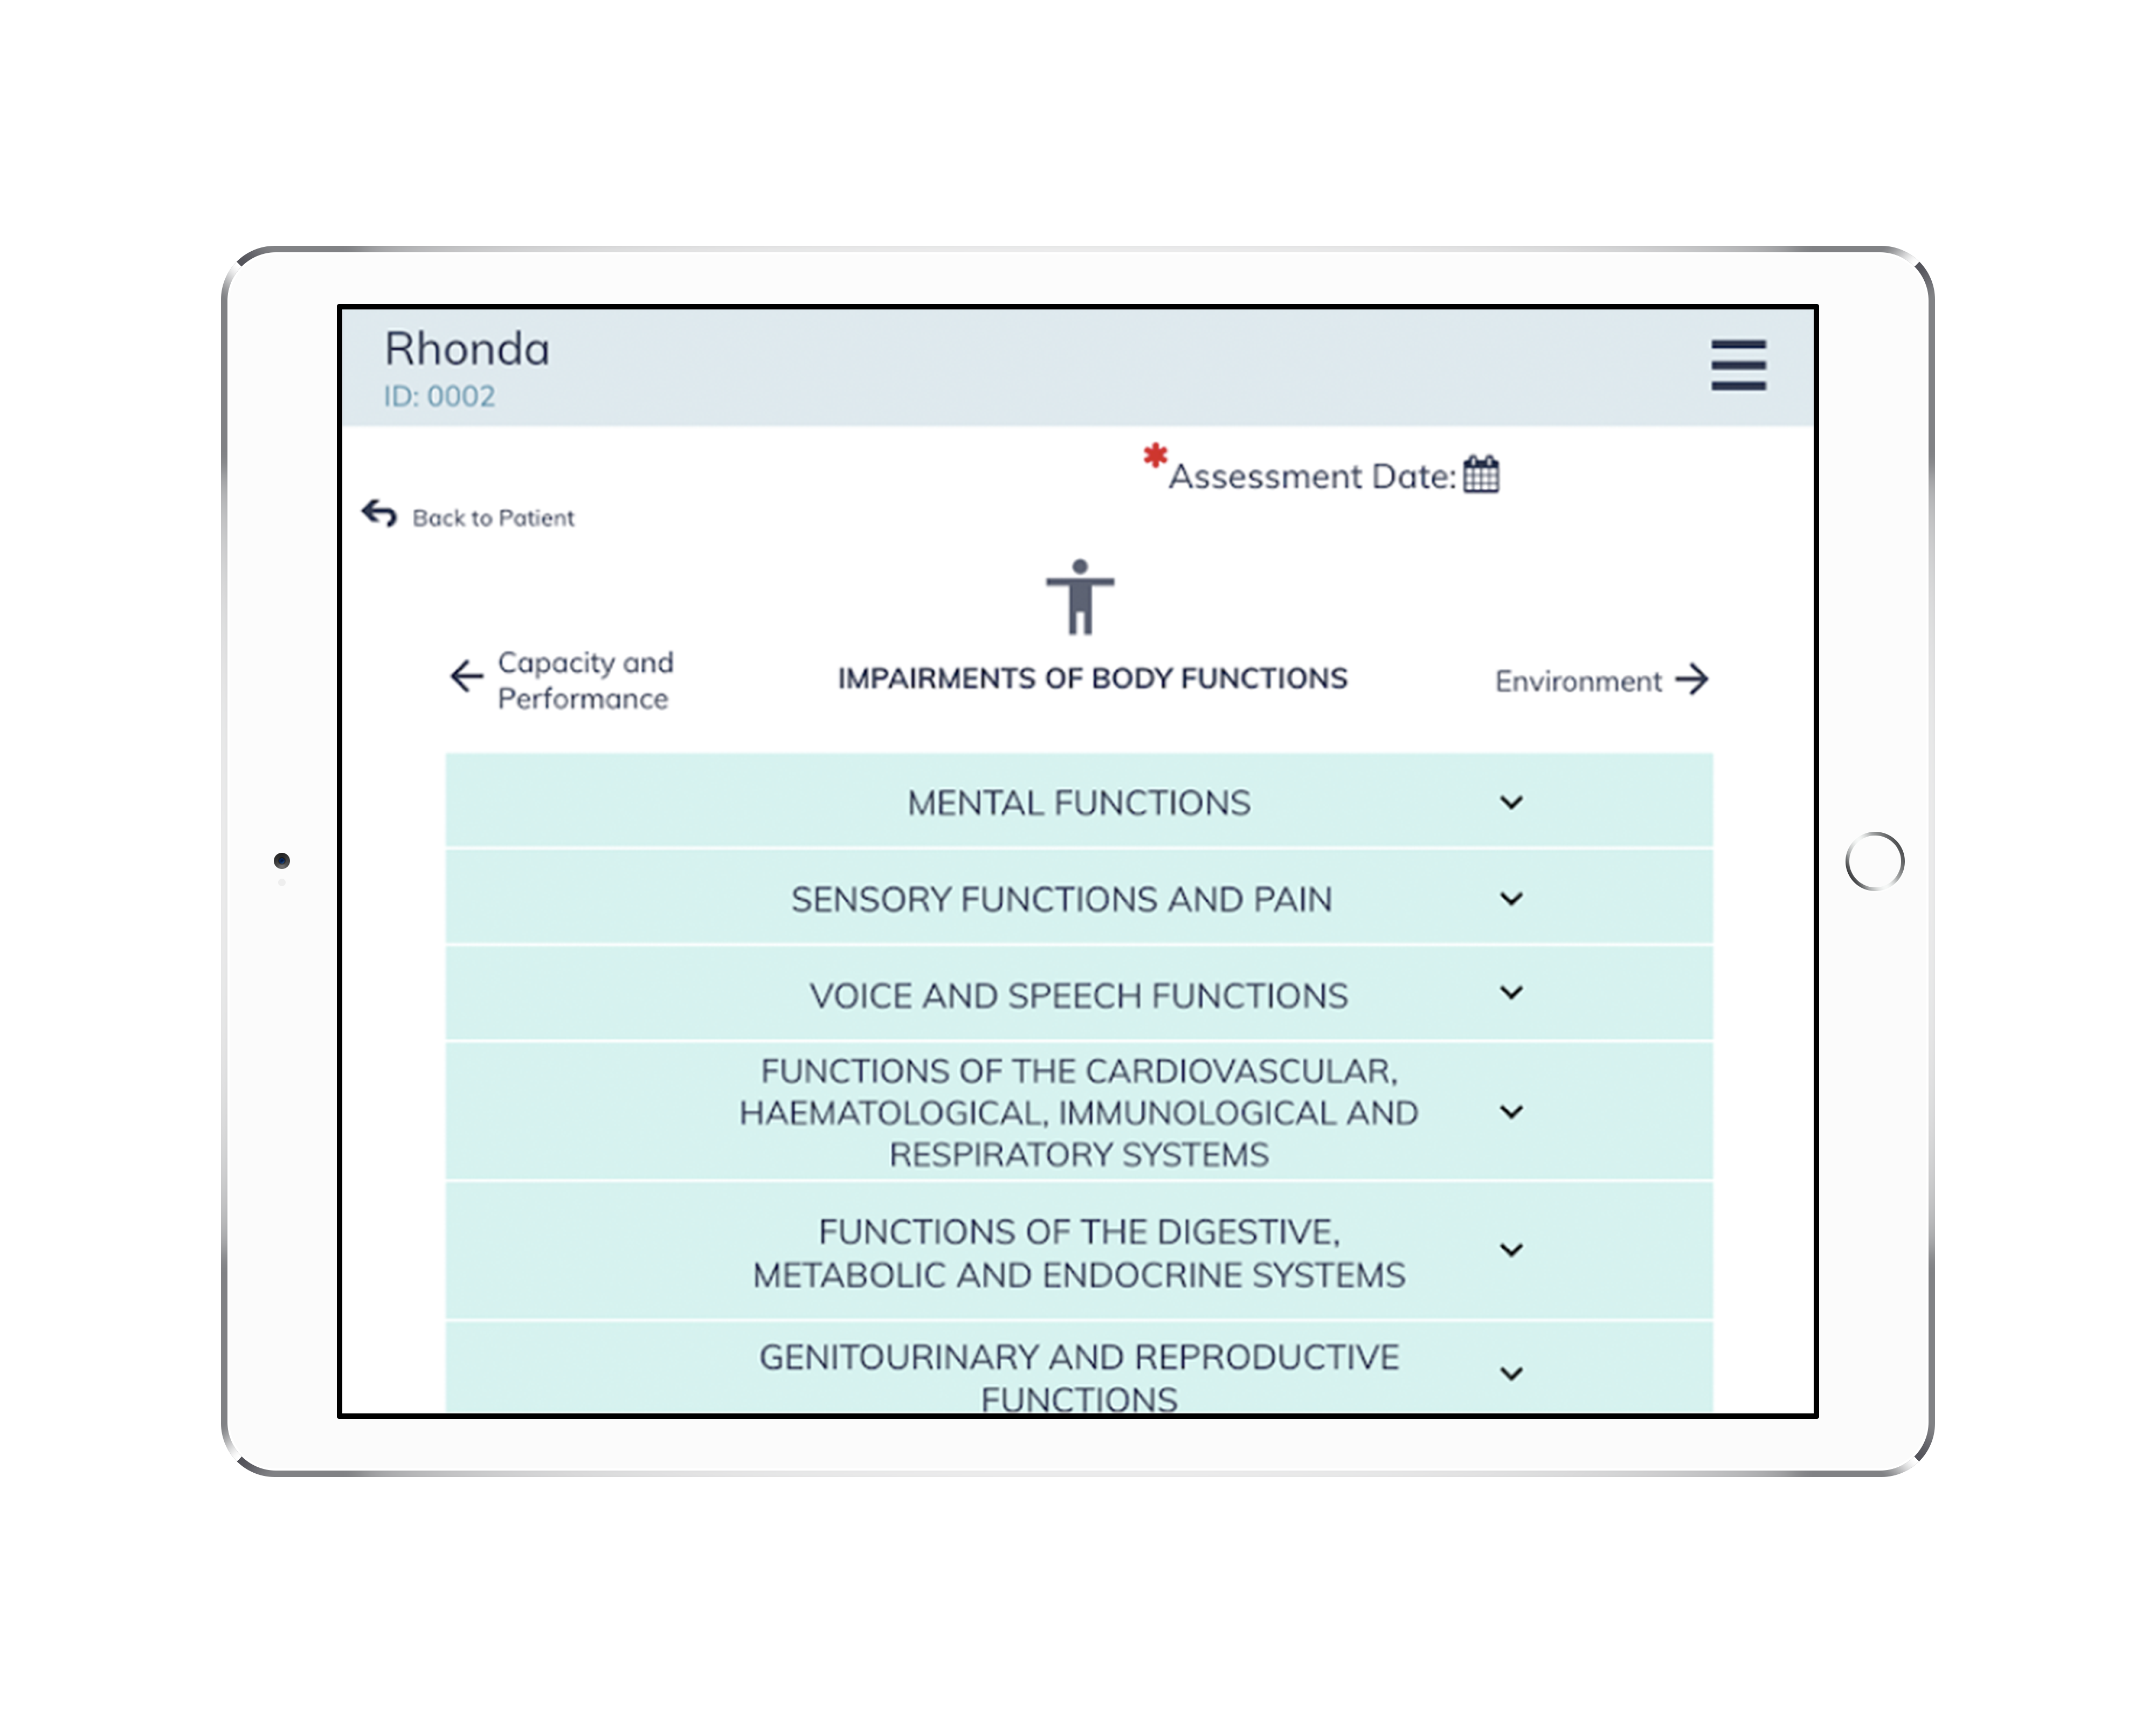 Rhonda
ID: 0002
* Assessment Date:
Back to Patient
Capacity and
Performance
IMPAIRMENTS OF BODY FUNCTIONS
Environment
MENTAL FUNCTIONS
SENSORY FUNCTIONS AND PAIN
VOICE AND SPEECH FUNCTIONS
FUNCTIONS OF THE CARDIOVASCULAR,
HAEMATOLOGICAL, IMMUNOLOGICAL AND
RESPIRATORY SYSTEMS
FUNCTIONS OF THE DIGESTIVE,
METABOLIC AND ENDOCRINE SYSTEMS
GENITOURINARY AND REPRODUCTIVE
FUNCTIONS